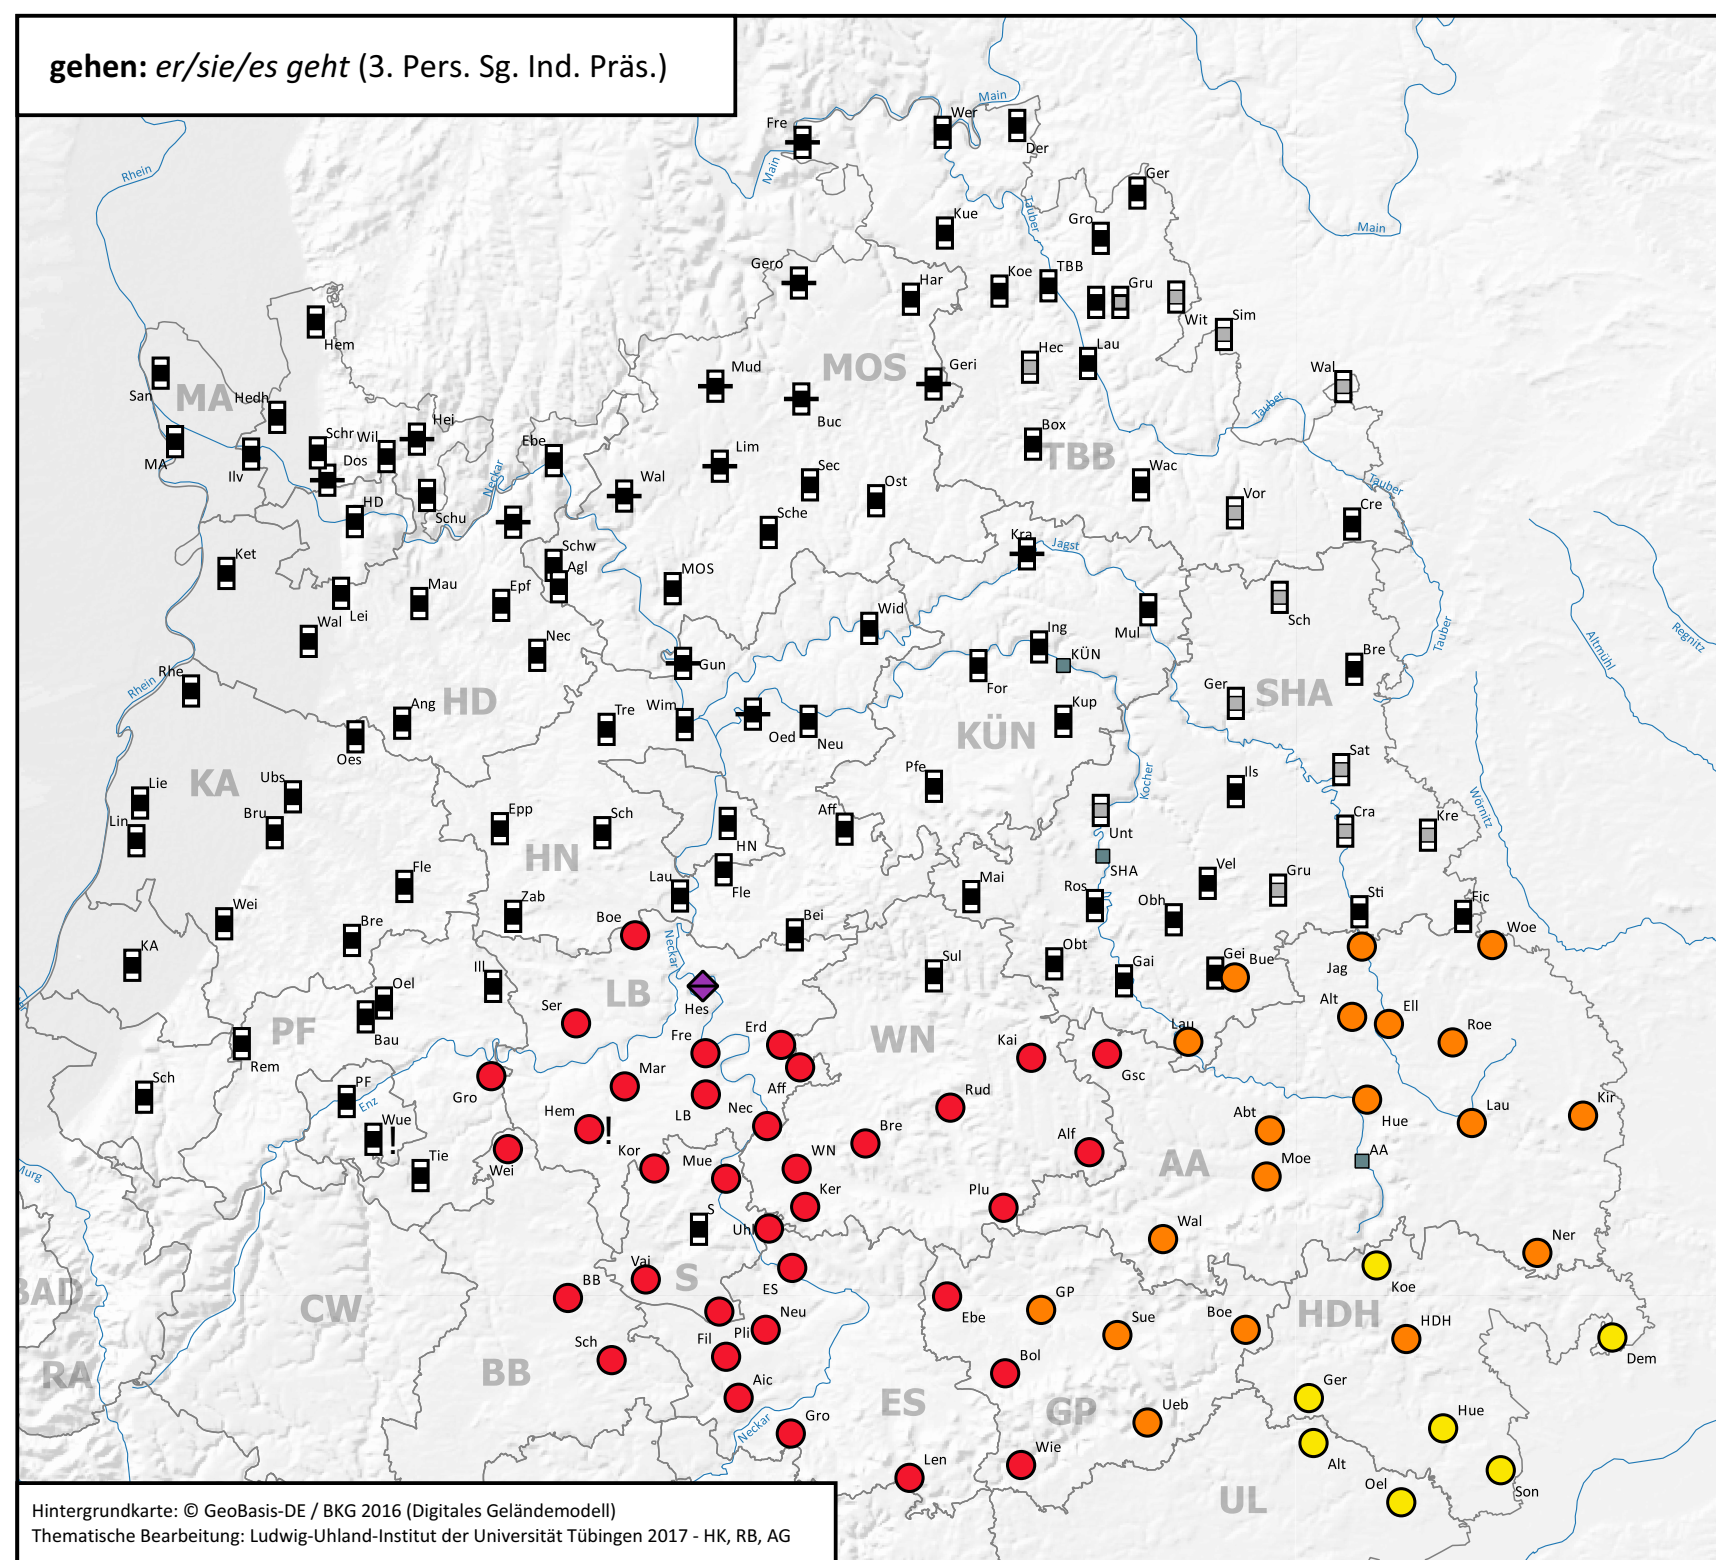 gehen: er/sie/es geht (3. Pers. Sg. Ind. Präs.)
Main
Wer
Fre
Der
Main
Rhein
Ger
Tauber
Kue
Gro
Main
Gero
Koe
TBB
Har
Gru
Wit
Sim
Hem
Hec
Lau
Mud
MOS
Geri
Wal
San
MA
Hedh
Buc
Tauber
Hei
Schr
Wil
Ebe
Box
MA
Ilv
Dos
Lim
TBB
Sec
Wac
Neckar
Wal
Ost
Tauber
HD
Schu
Vor
Cre
Sche
Kra
Jagst
Ket
Schw
Agl
MOS
Mau
Epf
Lei
Wid
Sch
Wal
Nec
Mul
Ing
Tauber
Altmühl
Regnitz
KÜN
Gun
Bre
Rhe
Rhein
For
Ger
SHA
HD
Ang
Tre
Wim
Kup
Oed
Neu
KÜN
Oes
Sat
Pfe
Ils
KA
Lie
Ubs
Kocher
Wörnitz
Lin
Bru
Epp
Sch
Aff
Unt
Cra
Kre
HN
HN
SHA
Fle
Lau
Fle
Mai
Vel
Gru
Ros
Obh
Sti
Fic
Wei
Zab
Boe
Bre
Bei
Woe
KA
Neckar
Obt
Gai
Gei
Bue
Jag
Sul
Ill
LB
Oel
Hes
Ser
Alt
Ell
PF
Bau
Erd
WN
Lau
Roe
Fre
Kai
Rem
Gsc
Sch
PF
Enz
Gro
Mar
Aff
Rud
LB
Nec
Hem
!
Abt
Hue
Lau
Kir
Wue
!
Bre
Alf
Tie
Wei
Kor
Mue
WN
AA
Moe
AA
Murg
Ker
Plu
S
Uhl
Wal
Ner
Vai
S
ES
Koe
BAD
CW
BB
Neu
Ebe
GP
Sue
Boe
HDH
HDH
Fil
Pli
Sch
Dem
RA
BB
Bol
Aic
Ger
ES
GP
Ueb
Hue
Gro
Neckar
Wie
Alt
Len
Oel
Son
UL
Hintergrundkarte: © GeoBasis-DE / BKG 2016 (Digitales Geländemodell)
Thematische Bearbeitung: Ludwig-Uhland-Institut der Universität Tübingen 2017 - HK, RB, AG